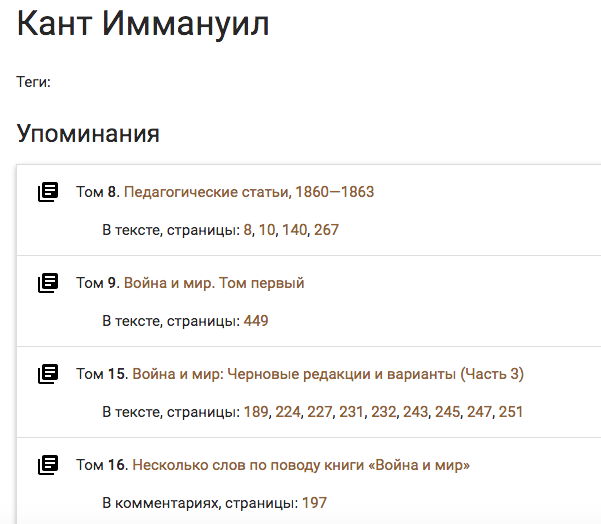 Кант Иммануил
Теги:
Упоминания
Том 8. Педагогические статьи, 1860—1863
В тексте, страницы: 8, 10, 140, 267
Том 9. Война и мир. Том первый
В тексте, страницы: 449
Том 15. Война и мир: Черновые редакции и варианты (Часть 3)
В тексте, страницы: 189, 224, 227, 231, 232, 243, 245, 247, 251
Том 16. Несколько слов по поводу книги «Война и мир»
В комментариях, страницы: 197